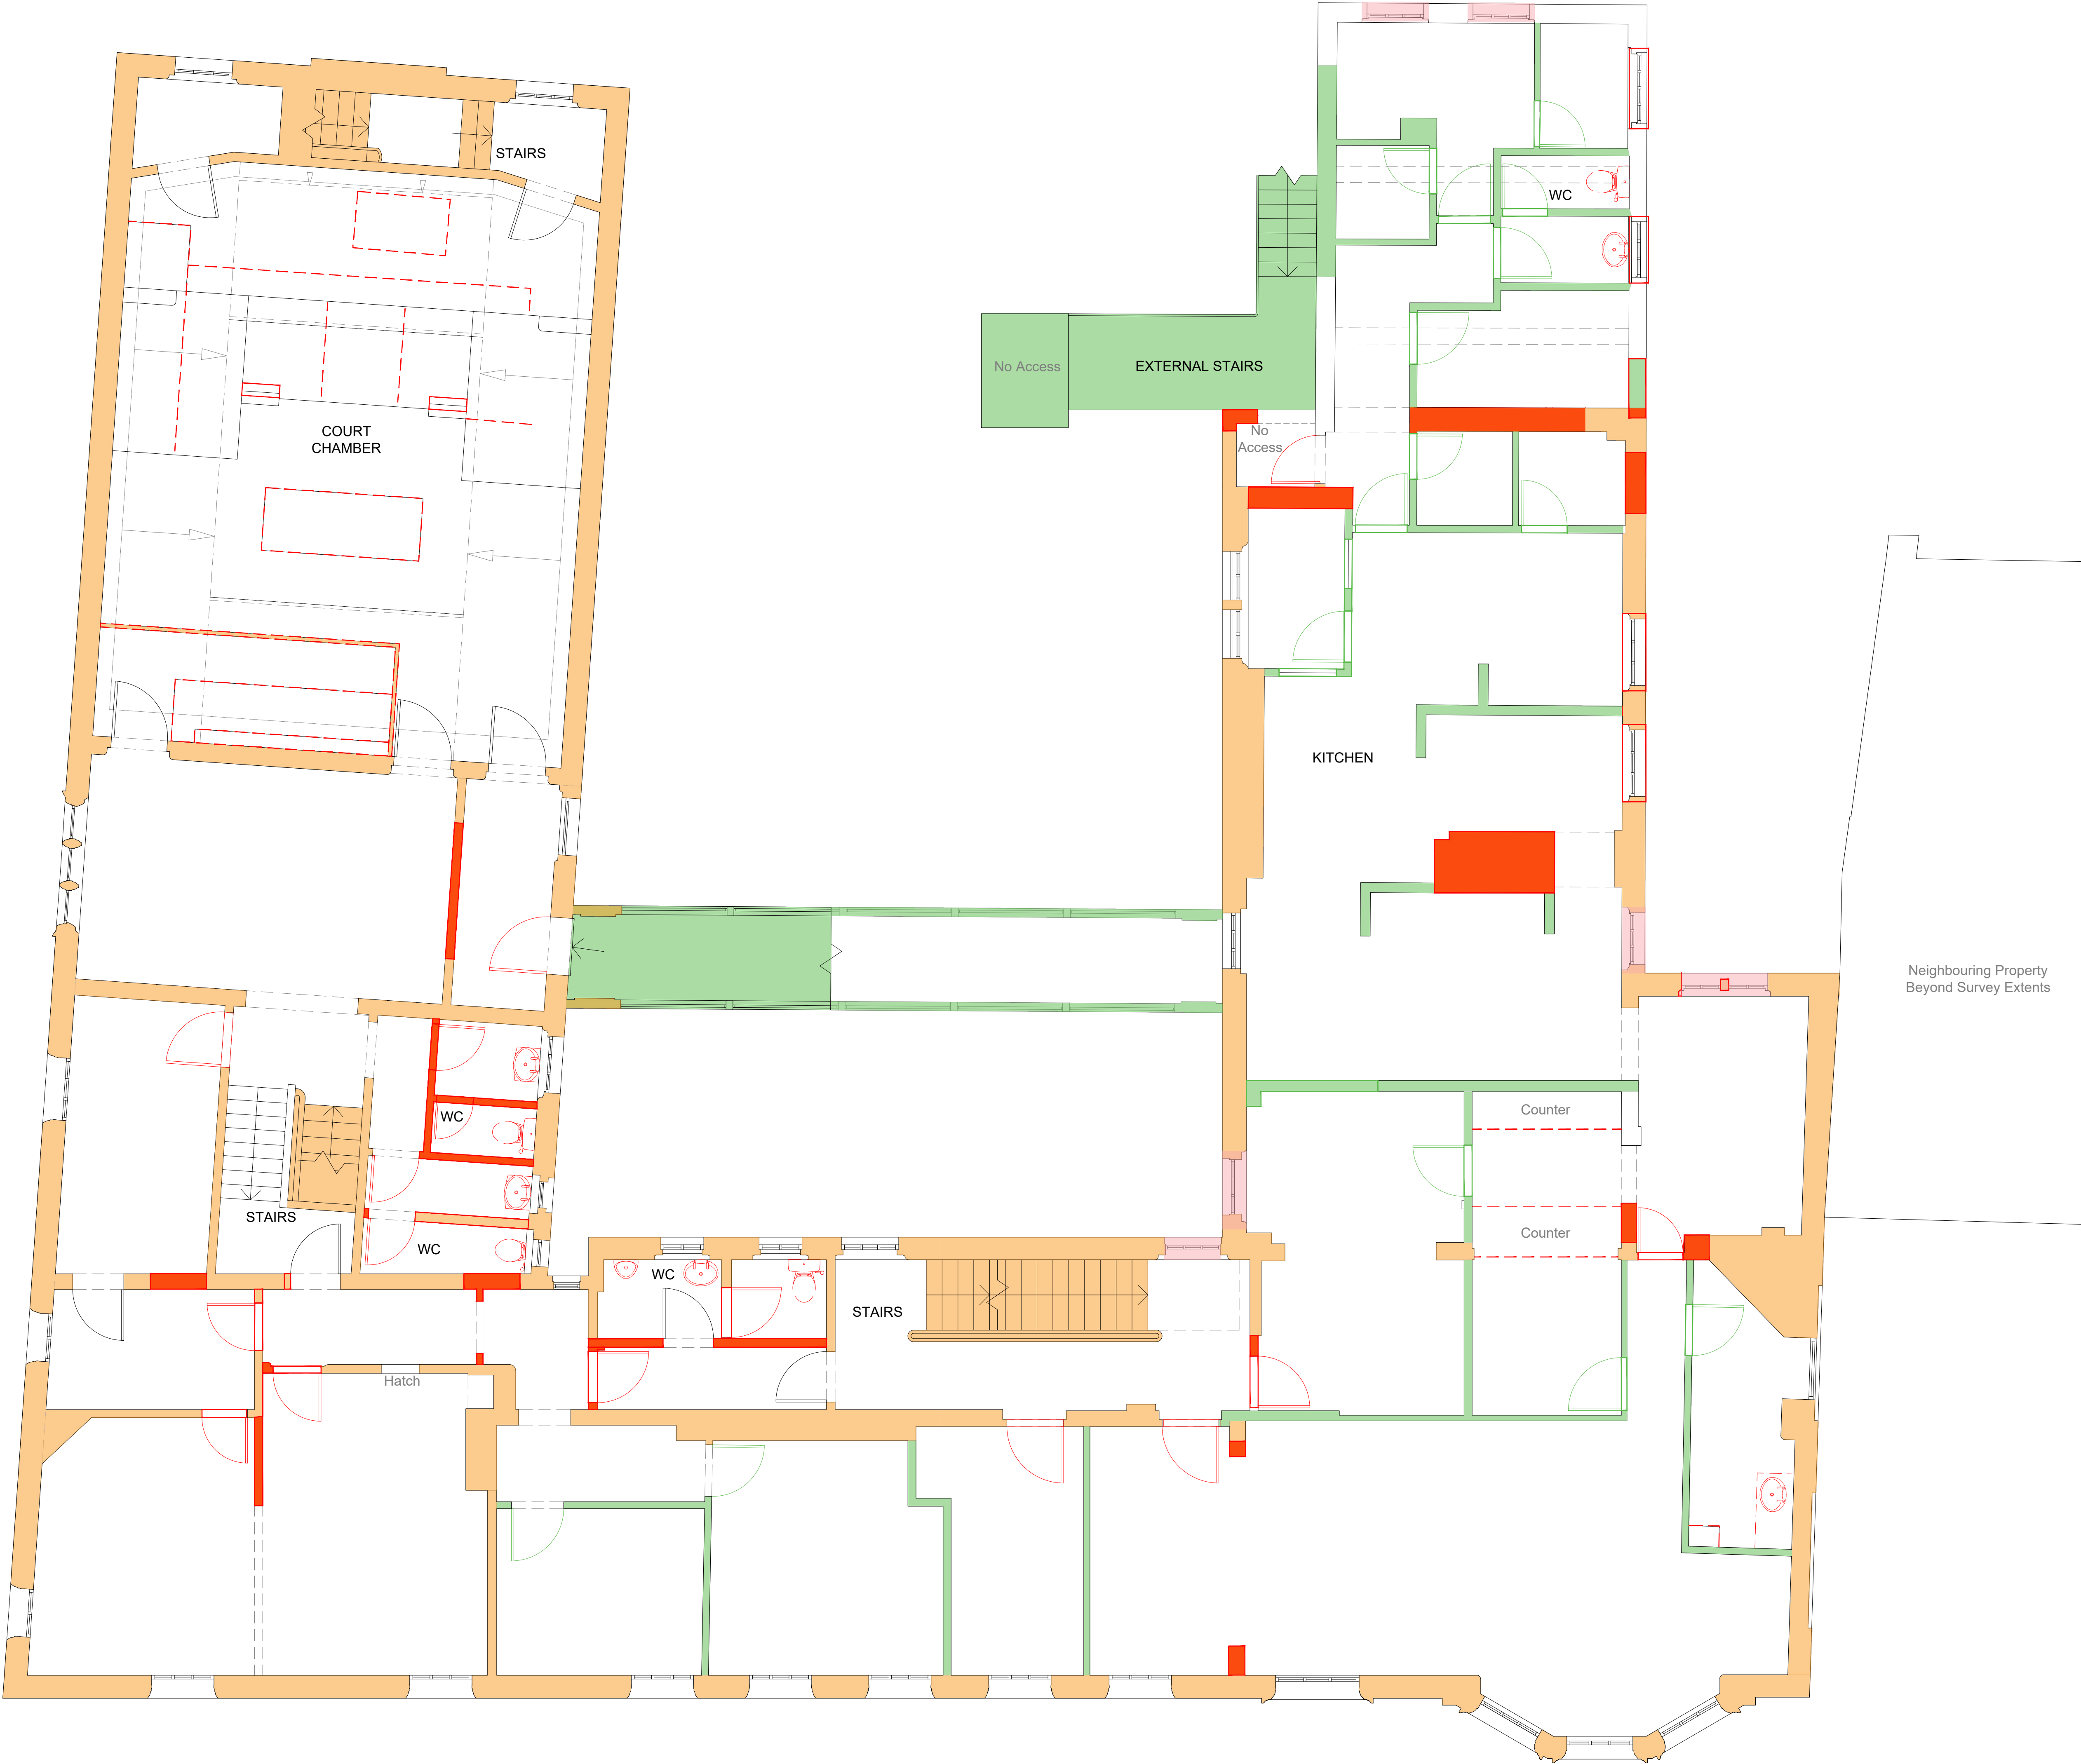 STAIRS
WC
No Access
EXTERNAL STAIRS
COURT
CHAMBER
No
Access
KITCHEN
Neighbouring Property
Beyond Survey Extents
WC
Counter
STAIRS
Counter
WC
WC
STAIRS
Hatch